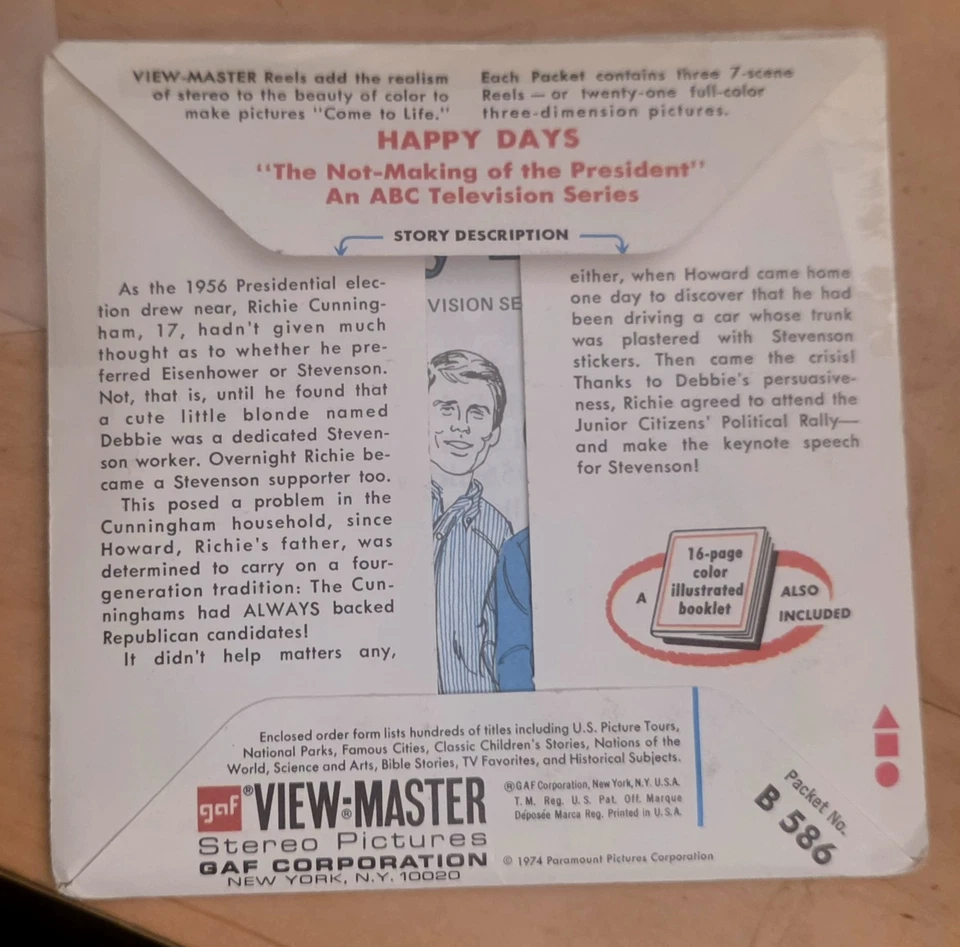 VIEW-MASTER Reels add the realism
of stereo to the beauty of color to
make pictures "Come to Life."
Each Packet contains three 7-scene
Reels — or twenty-one full-color
three-dimension pictures.
HAPPY DAYS
"The Not-Making of the President"
An ABC Television Series
STORY DESCRIPTION
As the 1956 Presidential elec-
tion drew near, Richie Cunning-
ham, 17, hadn't given much
thought as to whether he pre-
ferred Eisenhower or Stevenson.
Not, that is, until he found that
a cute little blonde named
Debbie was a dedicated Steven-
son worker. Overnight Richie be-
came a Stevenson supporter too.
This posed a problem in the
Cunningham household, since
Howard, Richie's father, was
determined to carry on a four-
generation tradition: The Cun-
ninghams had ALWAYS backed
Republican candidates!
It didn't help matters any,
VISION SE
either, when Howard came home
one day to discover that he had
been driving a car whose trunk
was plastered with Stevenson
stickers. Then came the crisis!
Thanks to Debbie's persuasive-
ness, Richie agreed to attend the
Junior Citizens' Political Rally—
and make the keynote speech
for Stevenson!
A
16-page
color
illustrated
booklet
ALSO
INCLUDED
Enclosed order form lists hundreds of titles including U.S. Picture Tours,
National Parks, Famous Cities, Classic Children's Stories, Nations of the
World, Science and Arts, Bible Stories, TV Favorites, and Historical Subjects.
gaf® VIEW-MASTER®
Stereo Pictures
GAF CORPORATION
NEW YORK, N.Y. 10020
®GAF Corporation, New York, N.Y. U.S.A.
T. M. Reg. U.S. Pat. Off. Marque
Déposée Marca Reg. Printed in U.S.A.
© 1974 Paramount Pictures Corporation
Packet No.
B 586